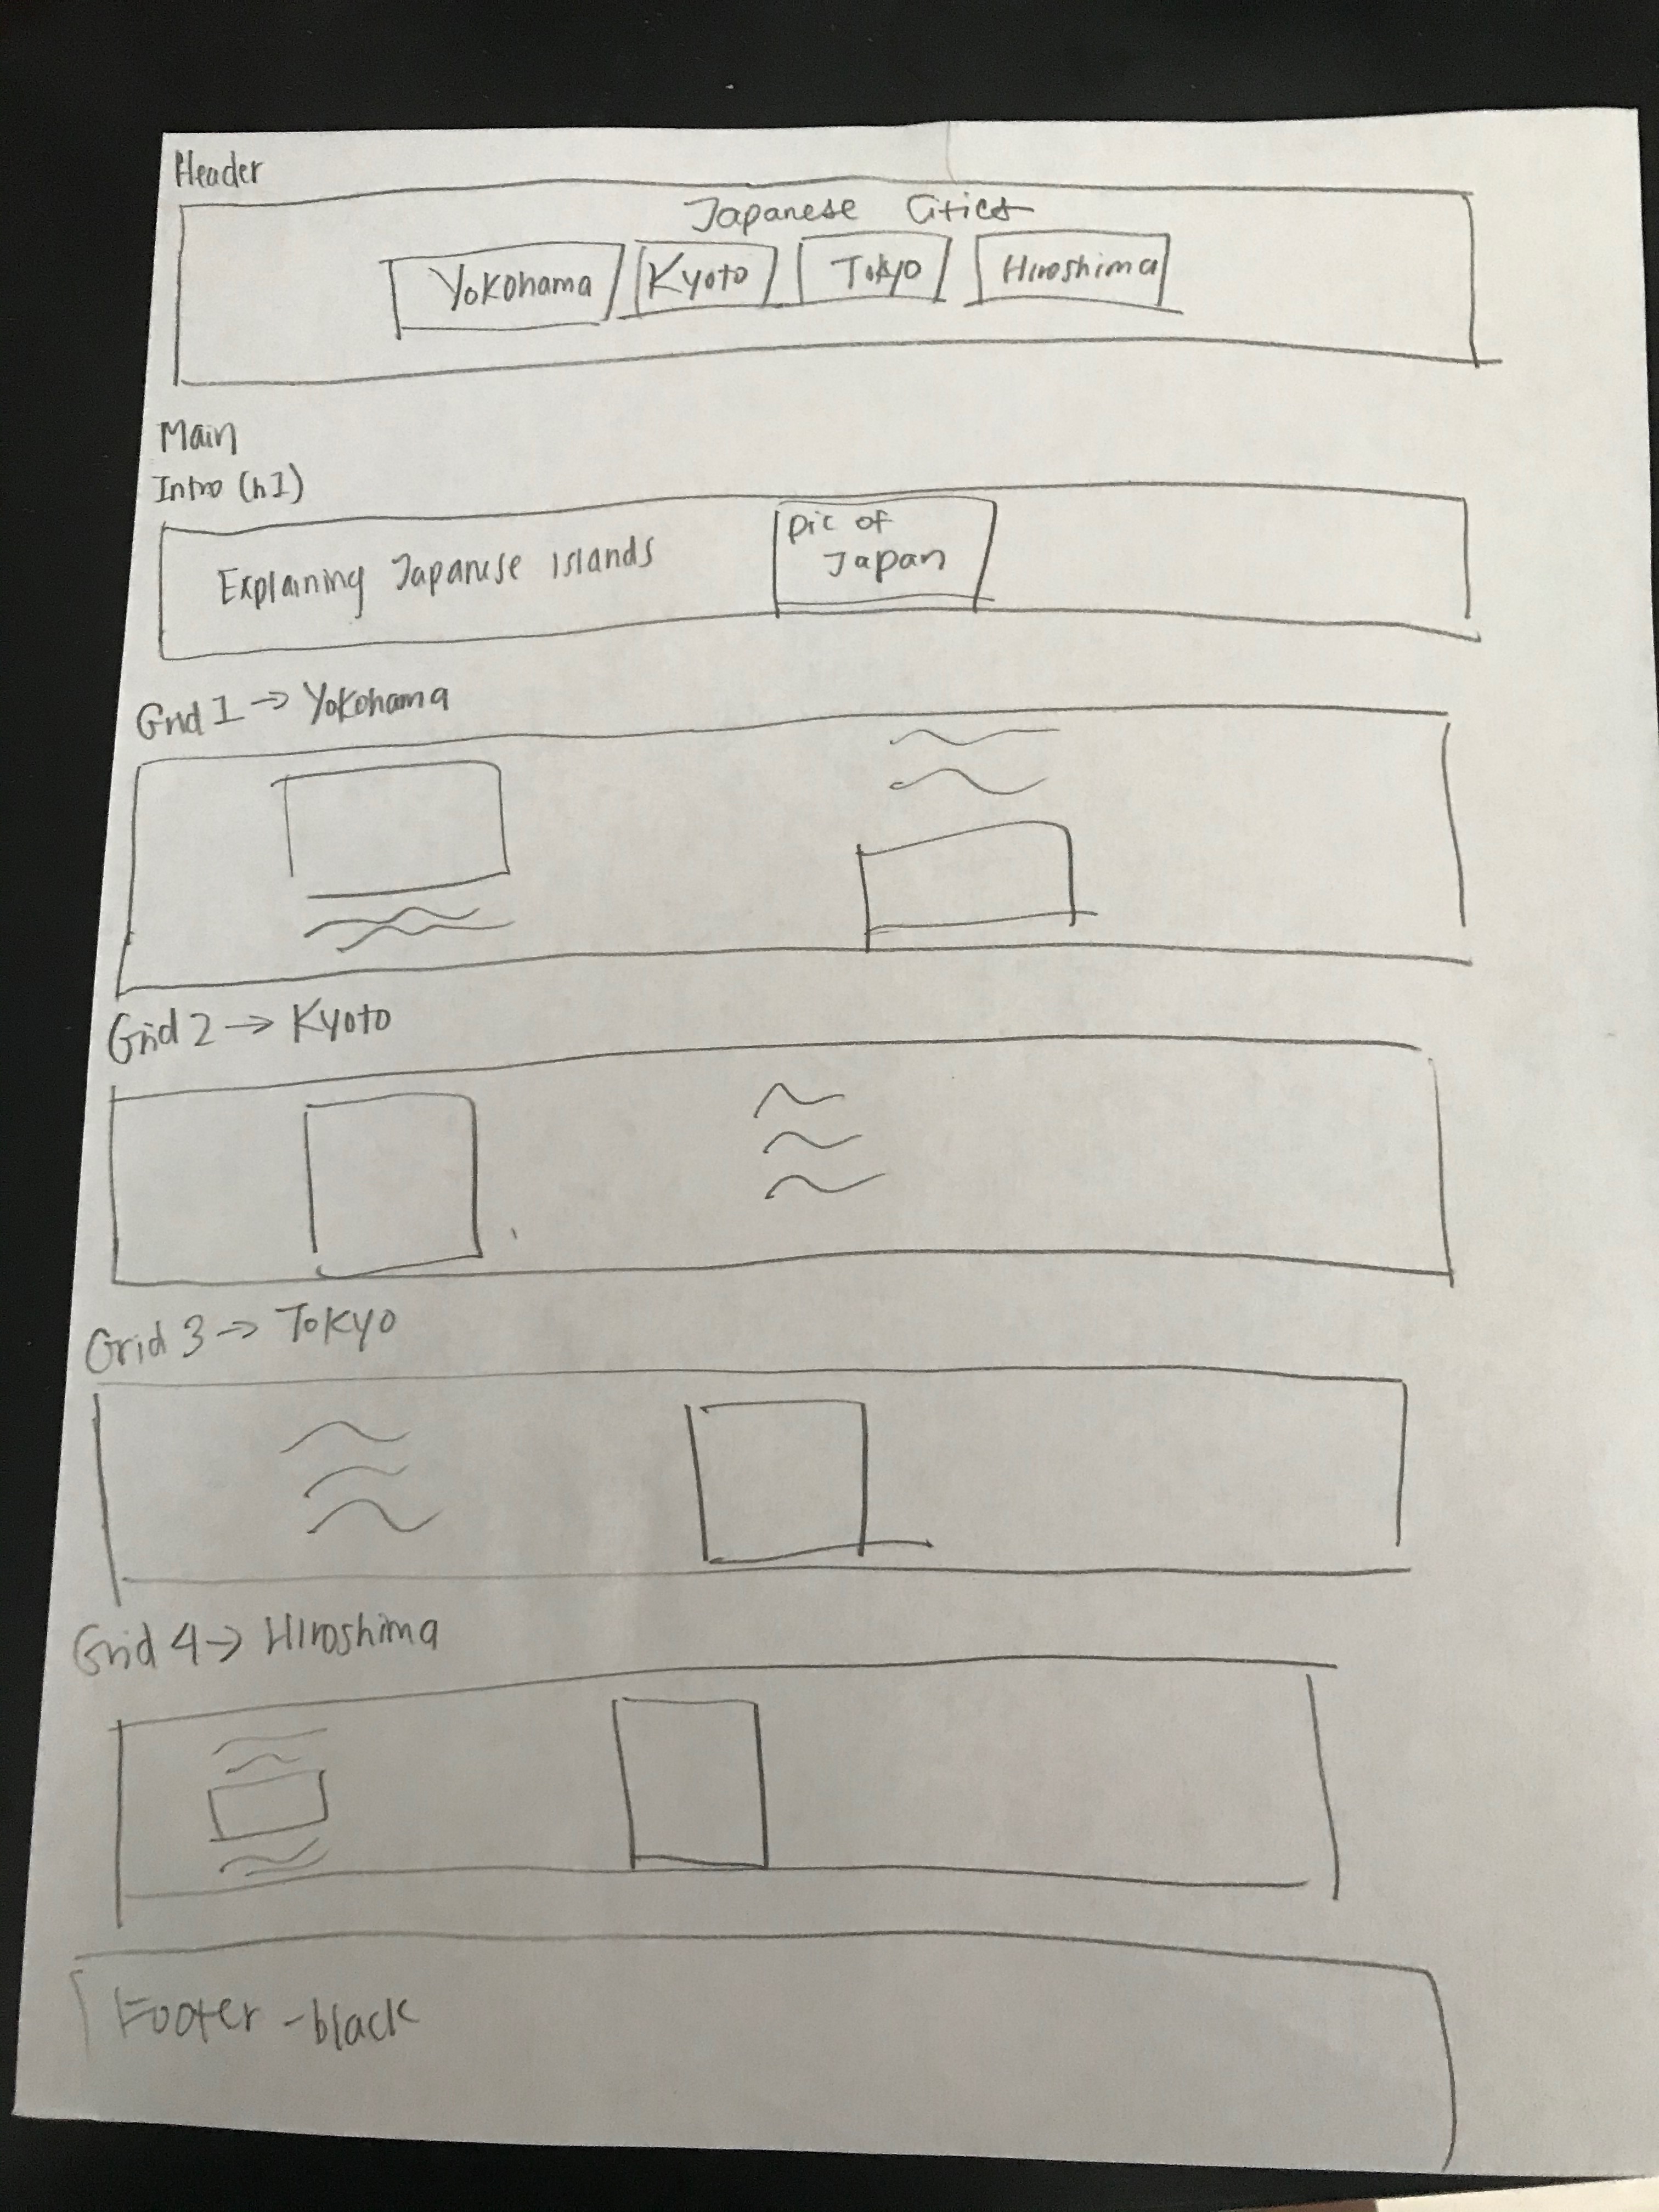 Header
Japanese Cities
Yokohama Kyoto Tokyo Hiroshima
Main
Intro (h1)
Explaining Japanese islands
pic of
Japan
Grid 1 → Yokohama
Grid 2 → Kyoto
Grid 3 → Tokyo
Grid 4 → Hiroshima
Footer - black